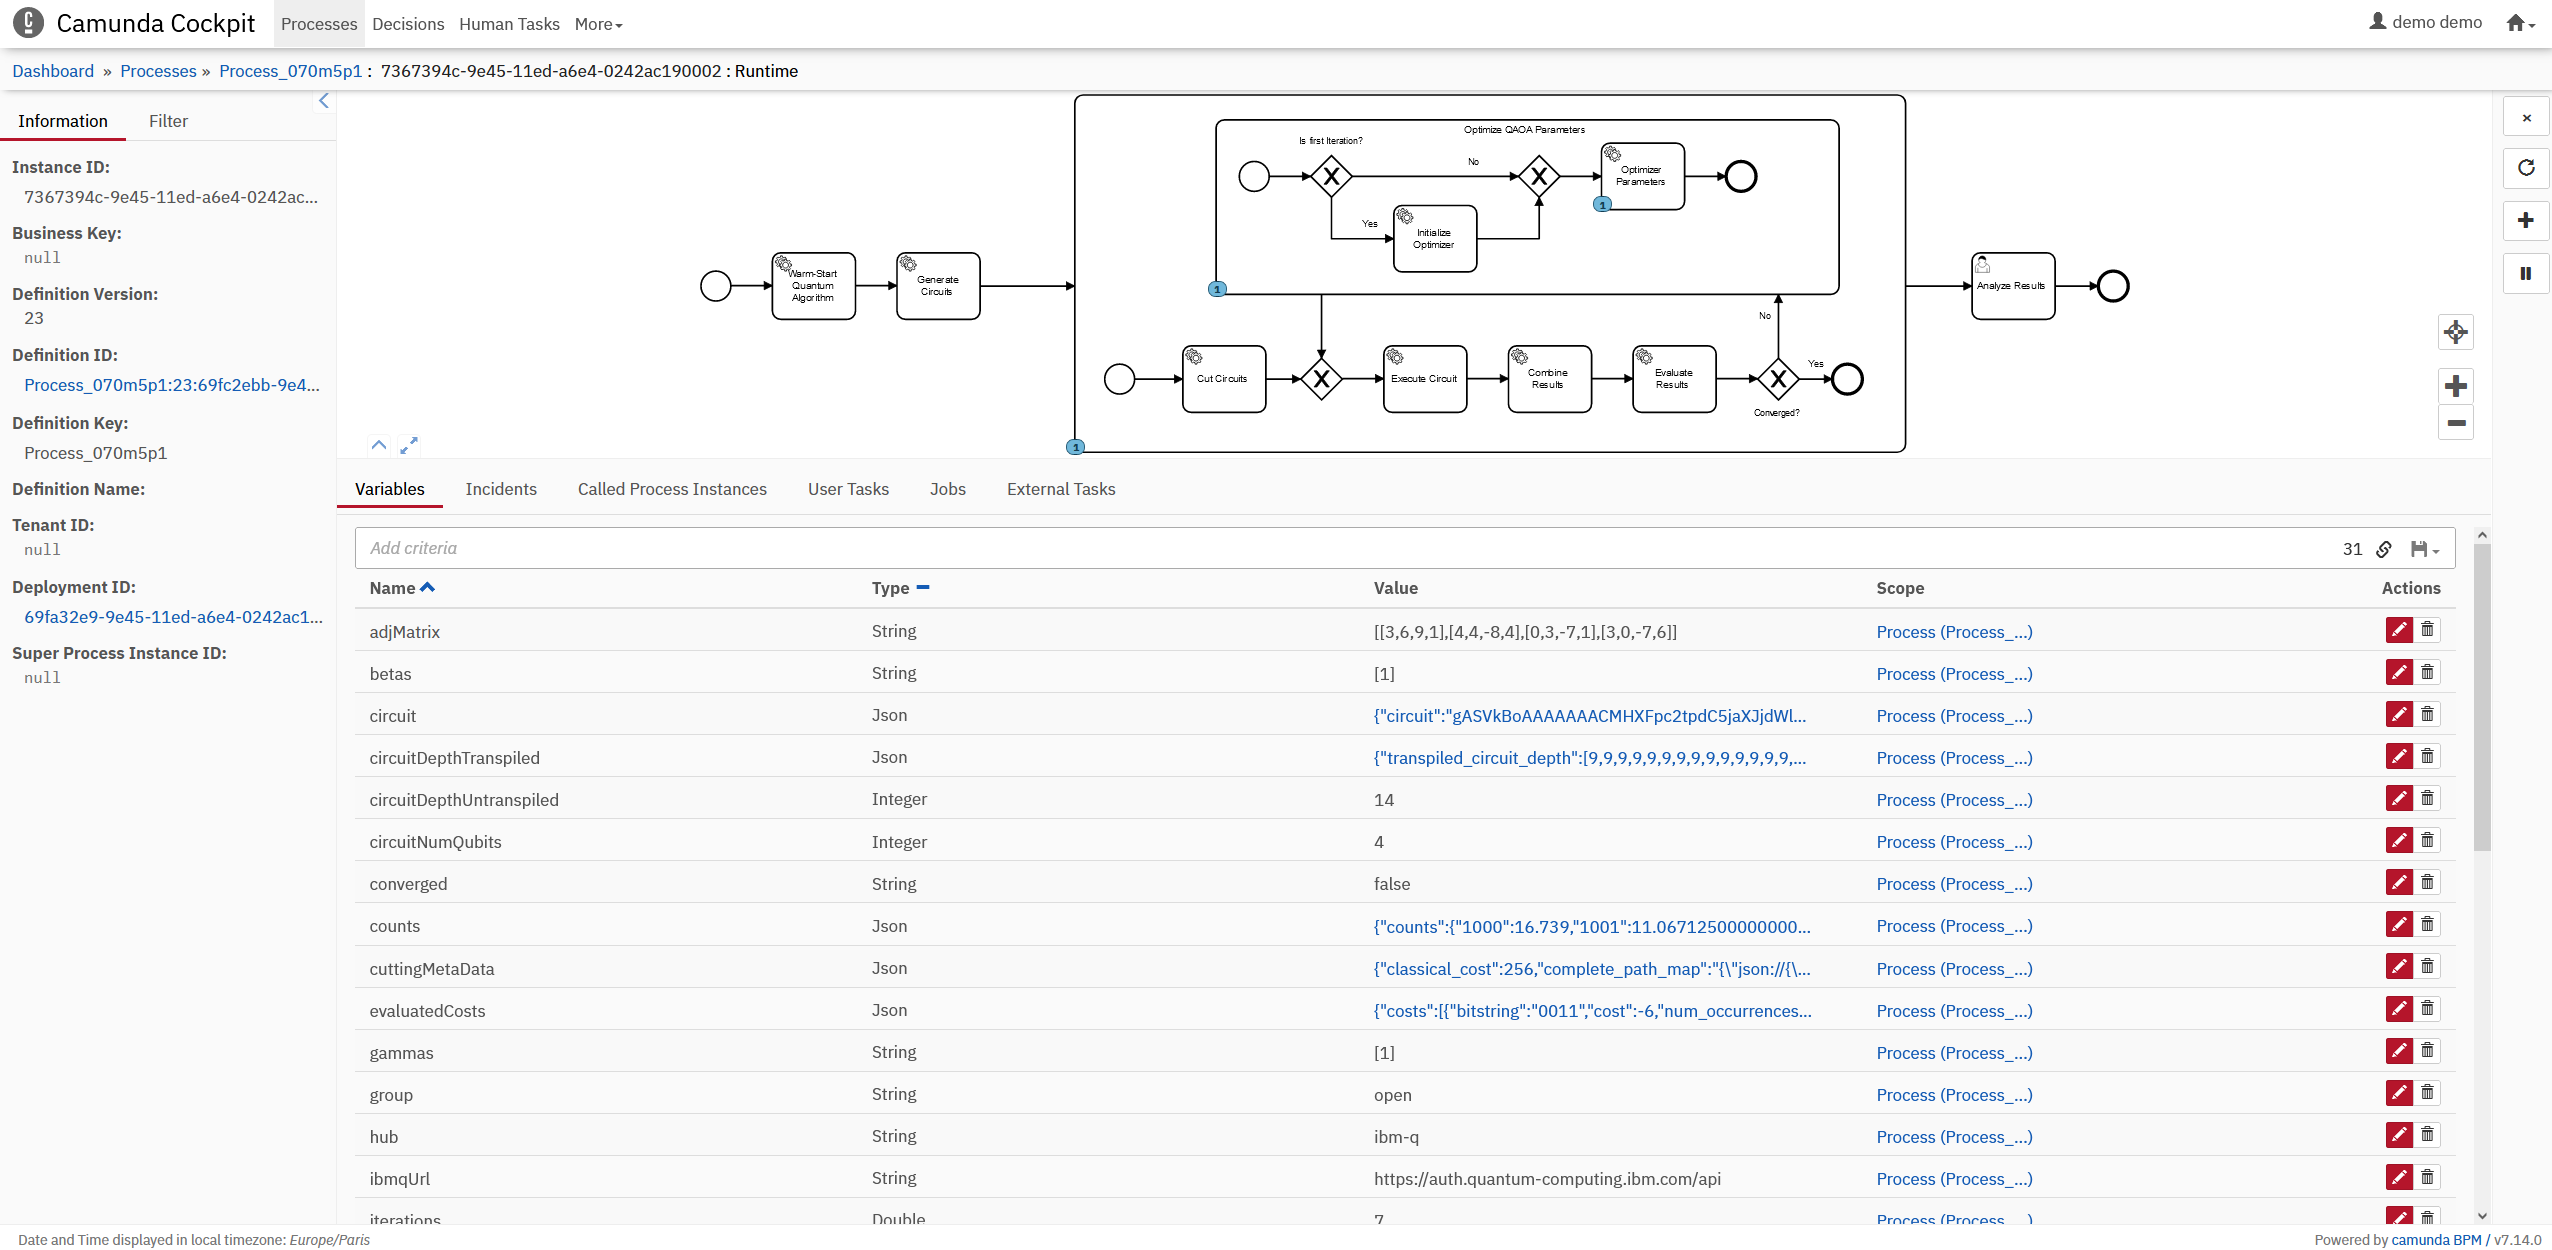 Camunda Cockpit Processes Decisions Human Tasks More demo demo
Dashboard » Processes » Process_070m5p1 : 7367394c-9e45-11ed-a6e4-0242ac190002 : Runtime
Information Filter
Instance ID:
7367394c-9e45-11ed-a6e4-0242ac...
Business Key:
null
Definition Version:
23
Definition ID:
Process_070m5p1:23:69fc2ebb-9e4...
Definition Key:
Process_070m5p1
Definition Name:
Tenant ID:
null
Deployment ID:
69fa32e9-9e45-11ed-a6e4-0242ac1...
Super Process Instance ID:
null
Optimize QAOA Parameters
Is first Iteration?
No
Optimizer
Parameters
1
Yes
Initialize
Optimizer
1
Warm-Start
Quantum
Algorithm
Generate
Circuits
Analyze Results
No
Cut Circuits
Execute Circuit
Combine
Results
Evaluate
Results
Yes
Converged?
1
Variables Incidents Called Process Instances User Tasks Jobs External Tasks
Add criteria 31
Name Type Value Scope Actions
adjMatrix String [[3,6,9,1],[4,4,-8,4],[0,3,-7,1],[3,0,-7,6]] Process (Process_...)
betas String [1] Process (Process_...)
circuit Json {"circuit":"gASVkBoAAAAAAACMHXFpc2tpdC5jaXJjdWl... Process (Process_...)
circuitDepthTranspiled Json {"transpiled_circuit_depth":[9,9,9,9,9,9,9,9,9,9,9,9,9,9,... Process (Process_...)
circuitDepthUntranspiled Integer 14 Process (Process_...)
circuitNumQubits Integer 4 Process (Process_...)
converged String false Process (Process_...)
counts Json {"counts":{"1000":16.739,"1001":11.06712500000000... Process (Process_...)
cuttingMetaData Json {"classical_cost":256,"complete_path_map":"{\"json://{\... Process (Process_...)
evaluatedCosts Json {"costs":[{"bitstring":"0011","cost":-6,"num_occurrences... Process (Process_...)
gammas String [1] Process (Process_...)
group String open Process (Process_...)
hub String ibm-q Process (Process_...)
ibmqUrl String https://auth.quantum-computing.ibm.com/api Process (Process_...)
iterations Double 7 Process (Process_...)
Date and Time displayed in local timezone: Europe/Paris Powered by camunda BPM / v7.14.0